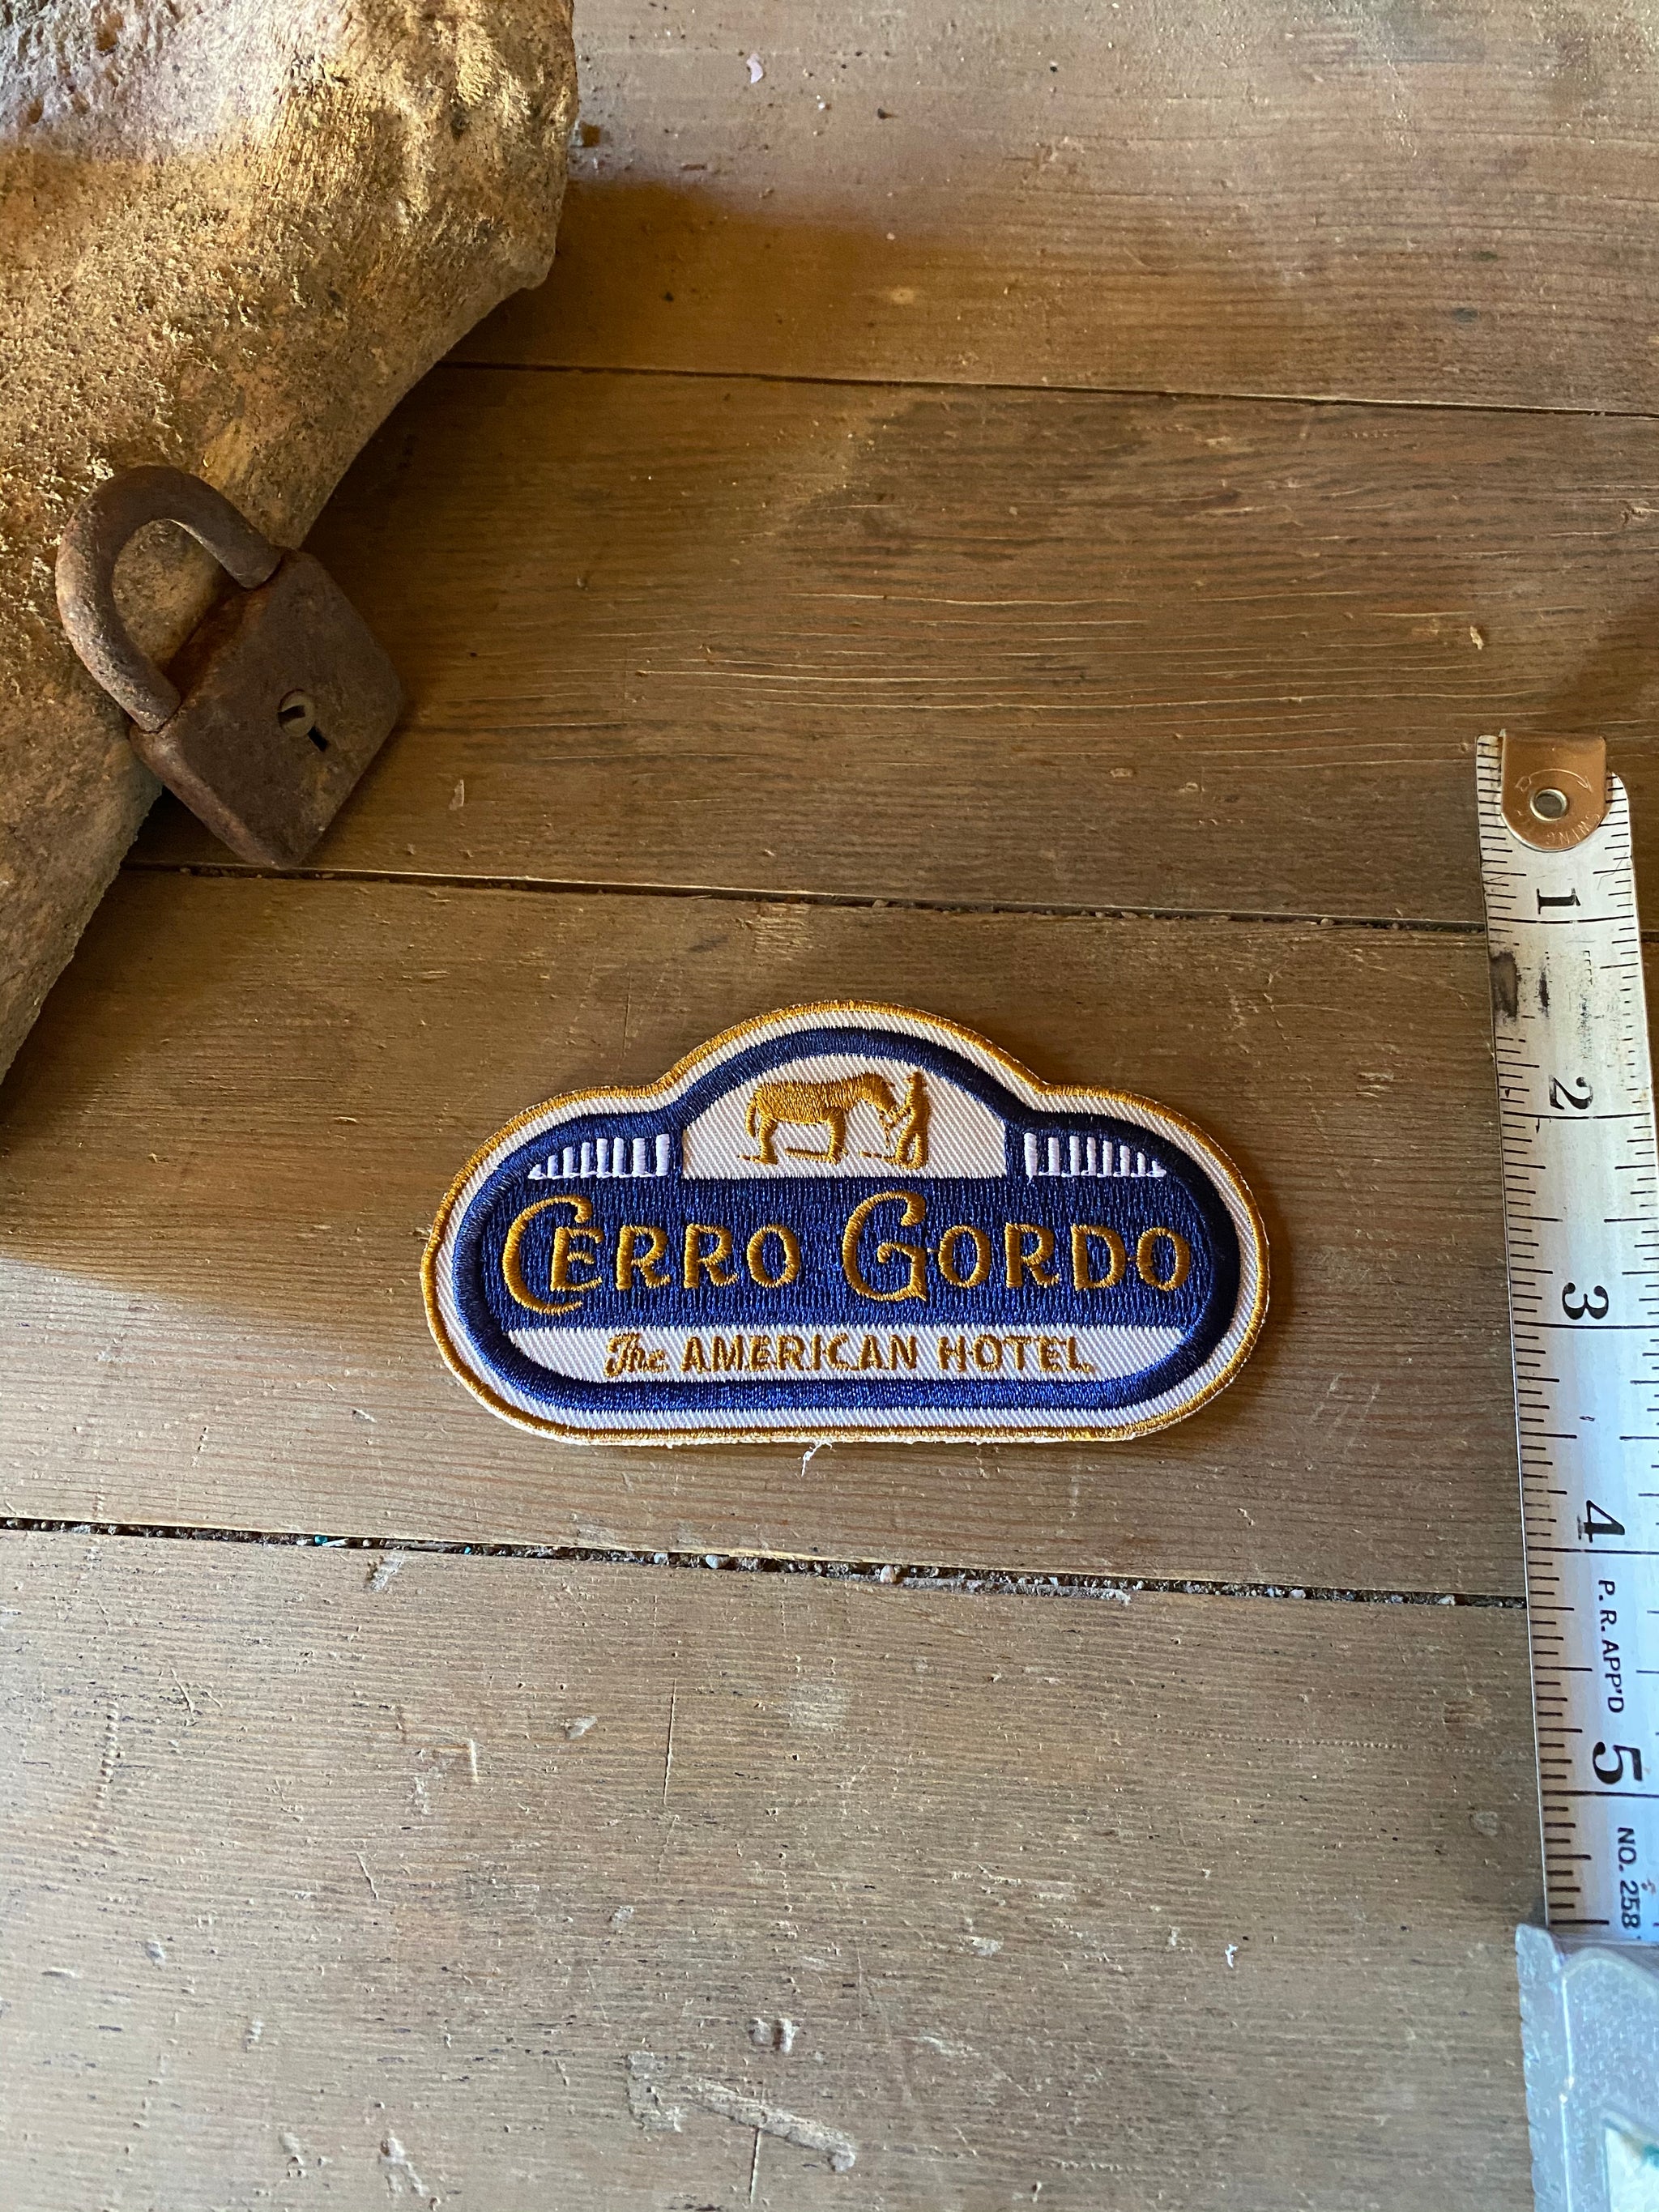 CERRO GORDO
The AMERICAN HOTEL
1
2
3
4
P. R. APP'D
5
NO. 258